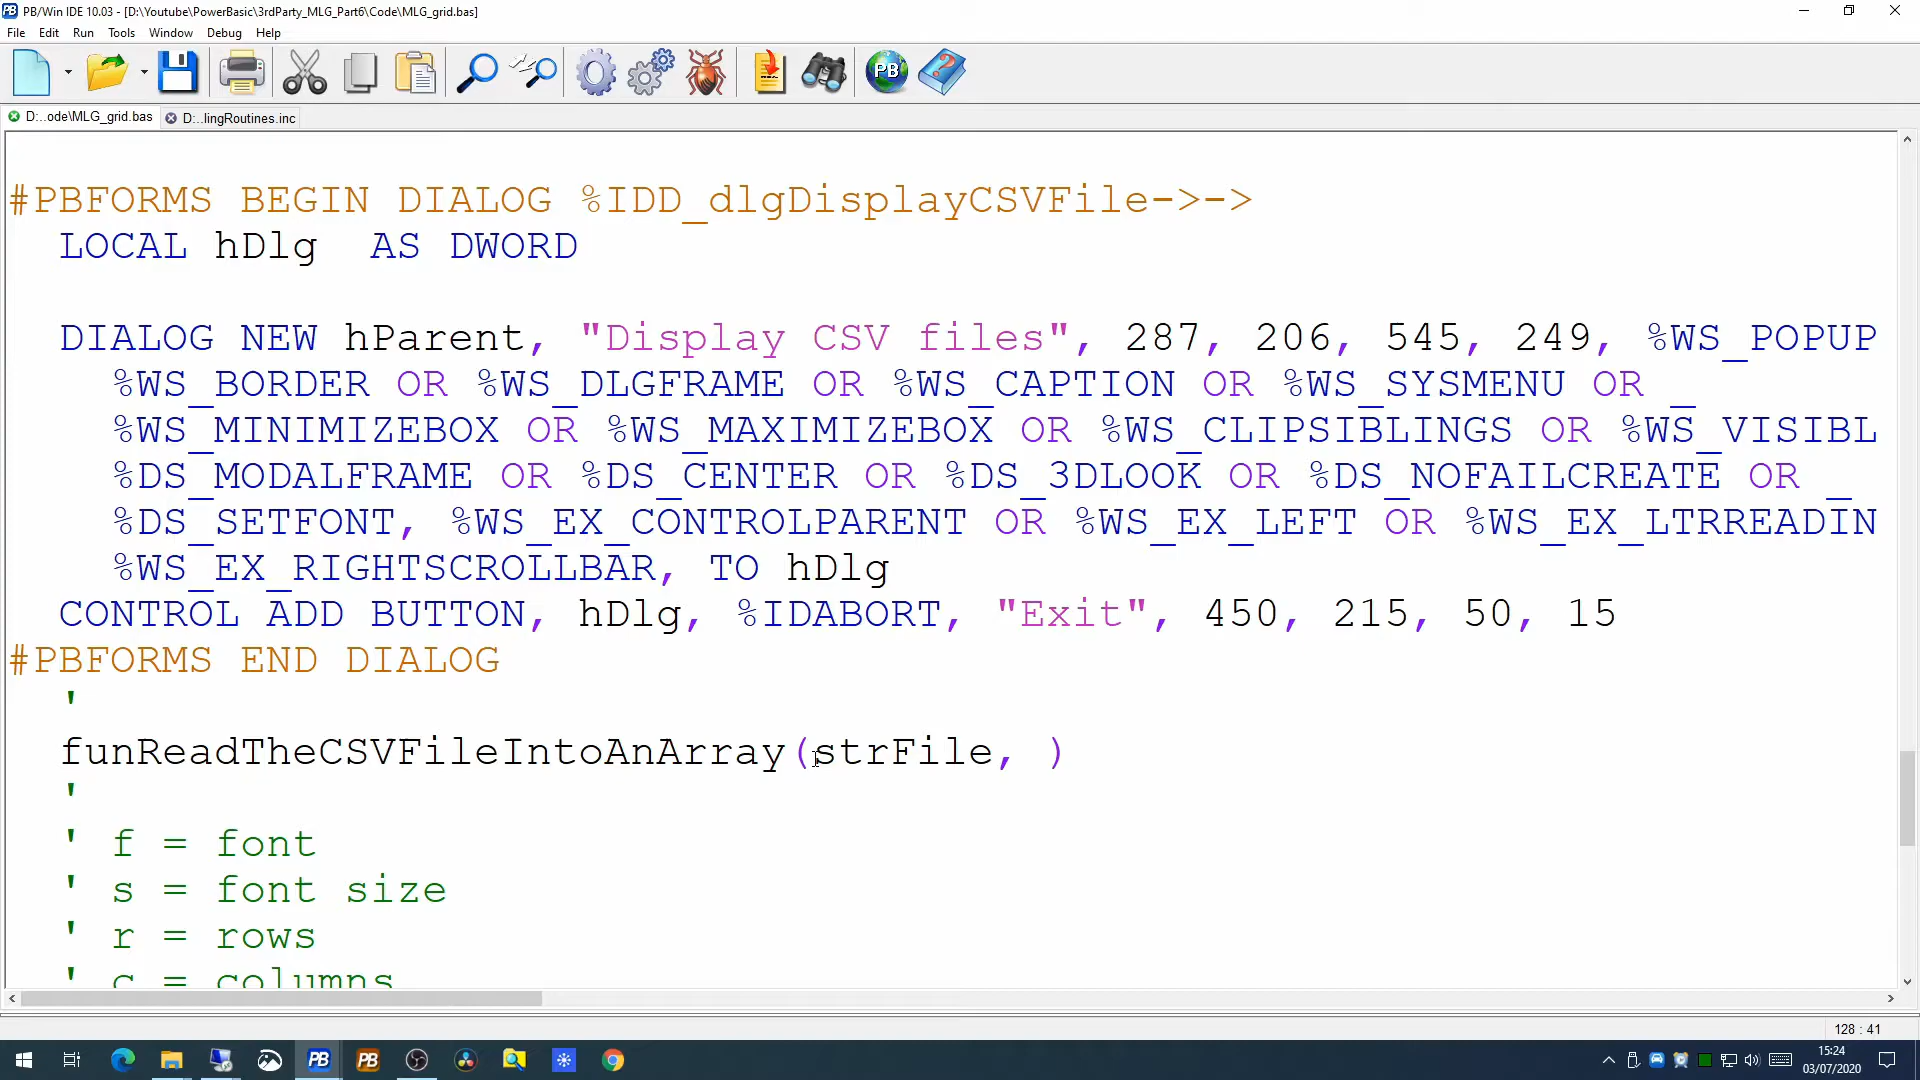 PB/Win IDE 10.03 - [D:\Youtube\PowerBasic\3rdParty_MLG_Part6\Code\MLG_grid.bas]
File Edit Run Tools Window Debug Help
PB
D:..ode\MLG_grid.bas D:..lingRoutines.inc
#PBFORMS BEGIN DIALOG %IDD_dlgDisplayCSVFile->->
LOCAL hDlg  AS DWORD
DIALOG NEW hParent, "Display CSV files", 287, 206, 545, 249, %WS_POPUP
%WS_BORDER OR %WS_DLGFRAME OR %WS_CAPTION OR %WS_SYSMENU OR _
%WS_MINIMIZEBOX OR %WS_MAXIMIZEBOX OR %WS_CLIPSIBLINGS OR %WS_VISIBL
%DS_MODALFRAME OR %DS_CENTER OR %DS_3DLOOK OR %DS_NOFAILCREATE OR _
%DS_SETFONT, %WS_EX_CONTROLPARENT OR %WS_EX_LEFT OR %WS_EX_LTRREADIN
%WS_EX_RIGHTSCROLLBAR, TO hDlg
CONTROL ADD BUTTON, hDlg, %IDABORT, "Exit", 450, 215, 50, 15
#PBFORMS END DIALOG
'
funReadTheCSVFileIntoAnArray(strFile, )
'
' f = font
' s = font size
' r = rows
' c = columns
128 : 41
PB PB
15:24
03/07/2020